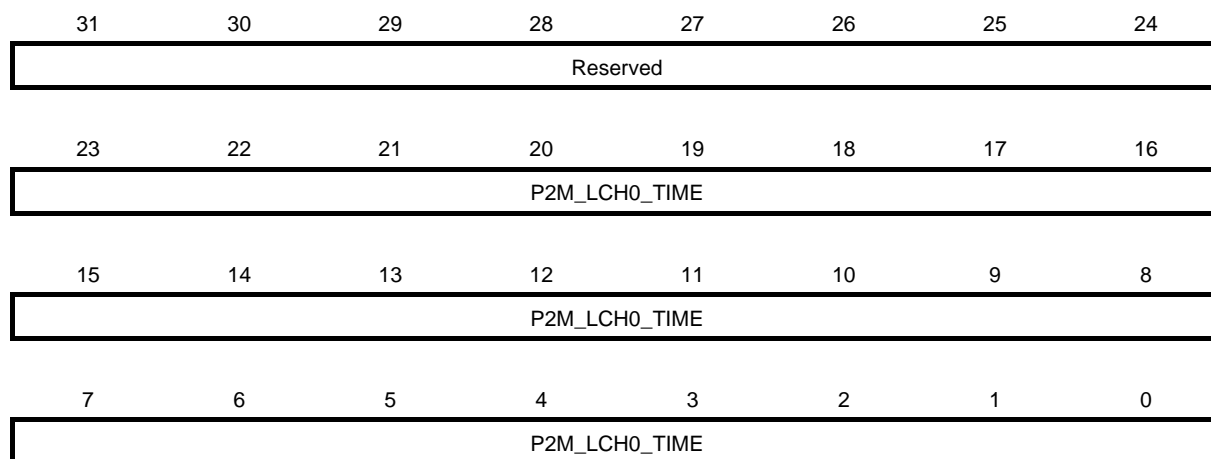 31 30 29 28 27 26 25 24
Reserved
23 22 21 20 19 18 17 16
P2M_LCH0_TIME
15 14 13 12 11 10 9 8
P2M_LCH0_TIME
7 6 5 4 3 2 1 0
P2M_LCH0_TIME